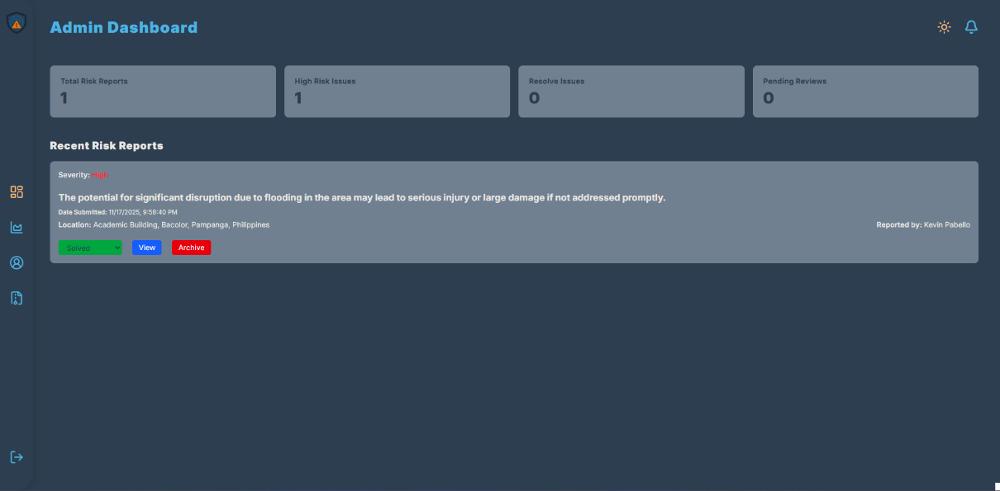 Admin Dashboard
Total Risk Reports
1
High Risk Issues
1
Resolve Issues
0
Pending Reviews
0
Recent Risk Reports
Severity: High
The potential for significant disruption due to flooding in the area may lead to serious injury or large damage if not addressed promptly.
Date Submitted: 11/17/2025, 9:58:40 PM
Location: Academic Building, Bacolor, Pampanga, Philippines
Reported by: Kevin Pabello
Solved
View
Archive